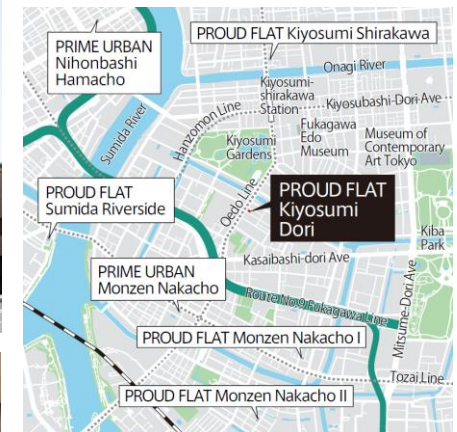 PRIME URBAN
Nihonbashi
Hamacho
PROUD FLAT Kiyosumi Shirakawa
Onagi River
Kiyosumi-
shirakawa
Station
Kiyosubashi-Dori Ave
Sumida River
Hanzomon Line
Fukagawa
Edo
Museum
Museum of
Contemporary
Art Tokyo
Kiyosumi
Gardens
PROUD FLAT
Sumida Riverside
Oedo Line
PROUD FLAT
Kiyosumi
Dori
Kiba
Park
Kasaibashi-dori Ave
PRIME URBAN
Monzen Nakacho
Route No.9 Fukagawa Line
Mitsume-Dori Ave
PROUD FLAT Monzen Nakacho I
Tozai Line
PROUD FLAT Monzen Nakacho II